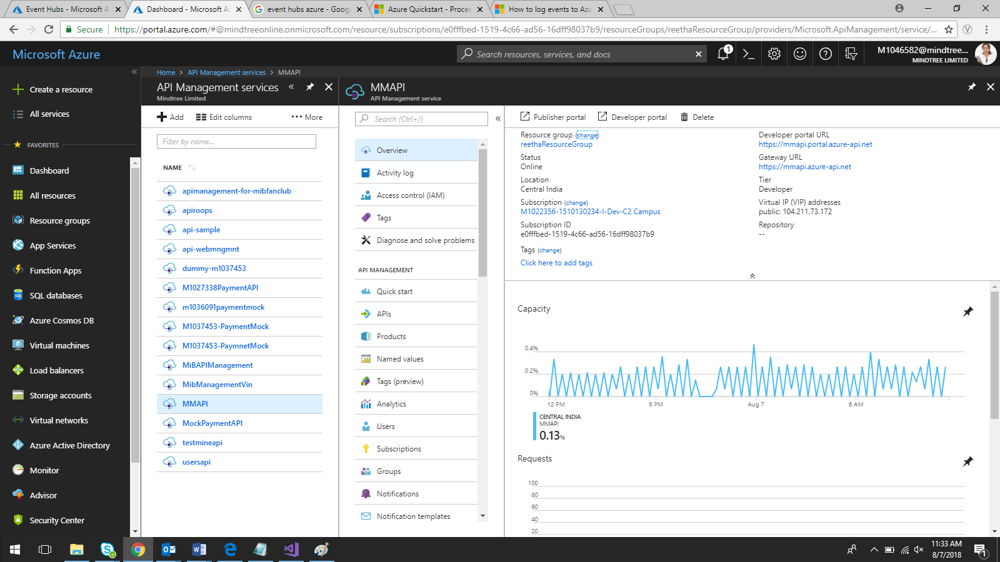 Event Hubs - Microsoft A
Dashboard - Microsoft A
event hubs azure - Googl
Azure Quickstart - Proces
How to log events to Azu
Secure
https://portal.azure.com/#@mindtreeonline.onmicrosoft.com/resource/subscriptions/e0fffbed-1519-4c66-ad56-16dff98037b9/resourceGroups/reethaResourceGroup/providers/Microsoft.ApiManagement/service/...
Microsoft Azure
Search resources, services, and docs
1
M1046582@mindtree...
MINDTREE LIMITED
Create a resource
All services
FAVORITES
Dashboard
All resources
Resource groups
App Services
Function Apps
SQL databases
Azure Cosmos DB
Virtual machines
Load balancers
Storage accounts
Virtual networks
Azure Active Directory
Monitor
Advisor
Security Center
Home > API Management services > MMAPI
API Management services
Mindtree Limited
Add
Edit columns
More
Filter by name...
NAME
apimanagement-for-mibfanclub
apiroops
api-sample
api-webmngmnt
dummy-m1037453
M1027338PaymentAPI
m1036091paymentmock
M1037453-PaymentMock
M1037453-PaymnetMock
MiBAPIManagement
MibManagementVin
MMAPI
MockPaymentAPI
testmineapi
usersapi
MMAPI
API Management service
Search (Ctrl+/)
Overview
Activity log
Access control (IAM)
Tags
Diagnose and solve problems
API MANAGEMENT
Quick start
APIs
Products
Named values
Tags (preview)
Analytics
Users
Subscriptions
Groups
Notifications
Notification templates
Publisher portal
Developer portal
Delete
Resource group (change)
reethaResourceGroup
Status
Online
Location
Central India
Subscription (change)
M1022356-1510130234-I-Dev-C2 Campus
Subscription ID
e0fffbed-1519-4c66-ad56-16dff98037b9
Tags (change)
Click here to add tags
Developer portal URL
https://mmapi.portal.azure-api.net
Gateway URL
https://mmapi.azure-api.net
Tier
Developer
Virtual IP (VIP) addresses
public: 104.211.73.172
Repository
--
Capacity
0.4%
0.2%
0%
12 PM
6 PM
Aug 7
6 AM
CENTRAL INDIA
MMAPI
0.13%
Requests
100
80
60
40
20
11:33 AM
8/7/2018
1